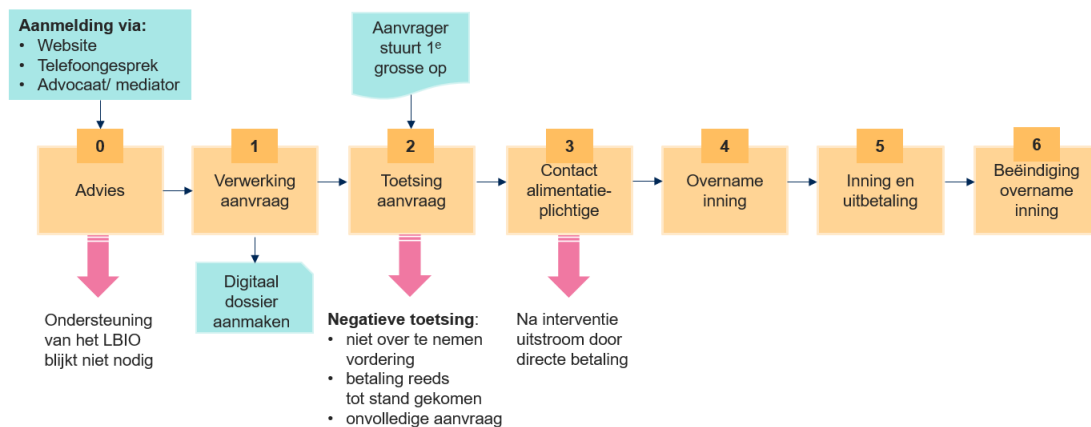 Aanmelding via:
• Website
• Telefoongesprek
• Advocaat/ mediator
Aanvrager
stuurt 1e
grosse op
0
Advies
1
Verwerking
aanvraag
2
Toetsing
aanvraag
3
Contact
alimentatie-
plichtige
4
Overname
inning
5
Inning en
uitbetaling
6
Beëindiging
overname
inning
Ondersteuning
van het LBIO
blijkt niet nodig
Digitaal
dossier
aanmaken
Negatieve toetsing:
• niet over te nemen
vordering
• betaling reeds
tot stand gekomen
• onvolledige aanvraag
Na interventie
uitstroom door
directe betaling